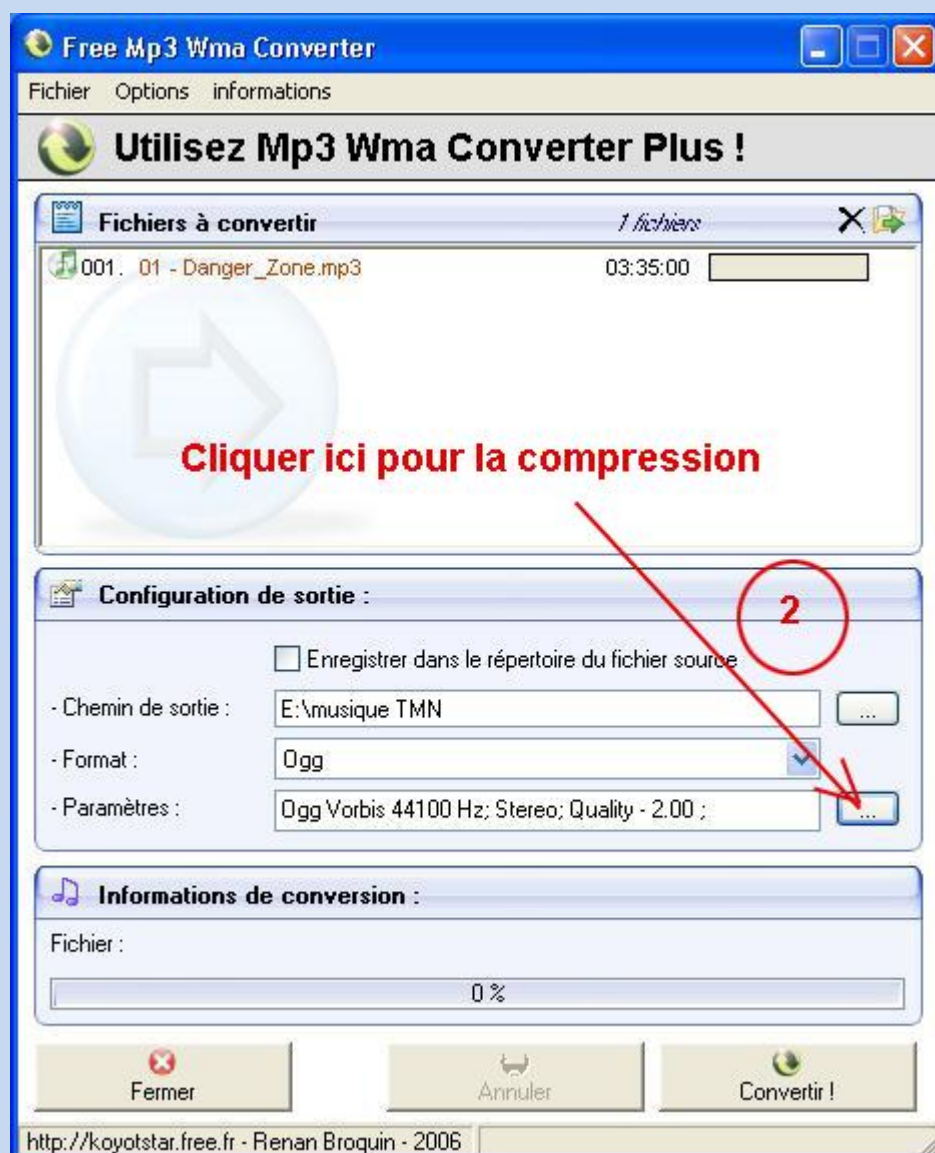 Free Mp3 Wma Converter
Fichier Options informations
Utilisez Mp3 Wma Converter Plus !
Fichiers à convertir 1 fichiers
001. 01 - Danger_Zone.mp3 03:35:00
Cliquer ici pour la compression
Configuration de sortie :
2
Enregistrer dans le répertoire du fichier source
- Chemin de sortie : E:\musique TMN ...
- Format : Ogg
- Paramètres : Ogg Vorbis 44100 Hz; Stereo; Quality - 2.00 ; ...
Informations de conversion :
Fichier :
0 %
Fermer Annuler Convertir !
http://koyotstar.free.fr - Renan Broquin - 2006